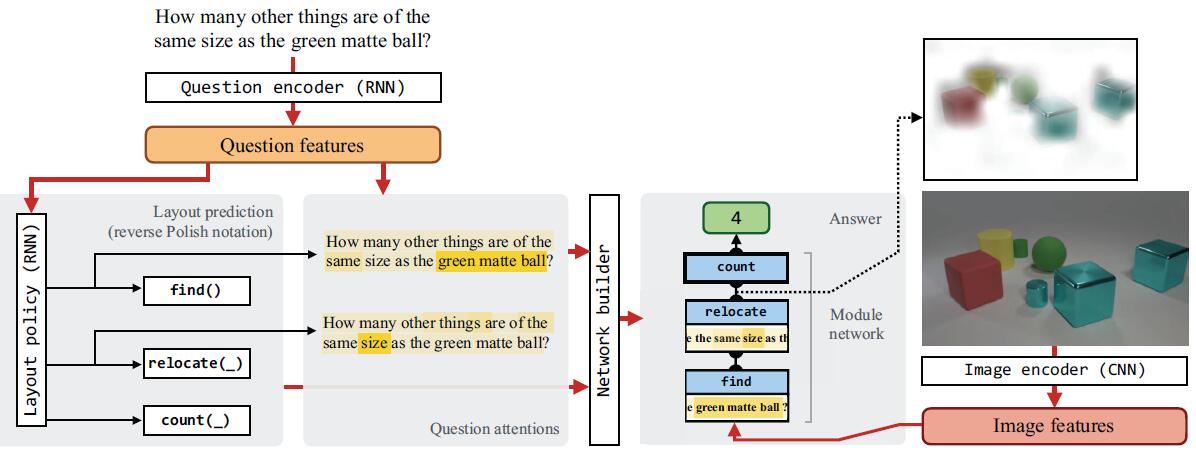 How many other things are of the
same size as the green matte ball?
Question encoder (RNN)
Question features
Layout policy (RNN)
Layout prediction
(reverse Polish notation)
find()
relocate(_)
count(_)
How many other things are of the
same size as the green matte ball?
How many other things are of the
same size as the green matte ball?
Question attentions
Network builder
4
Answer
count
relocate
e the same size as th
find
e green matte ball ?
Module
network
Image encoder (CNN)
Image features